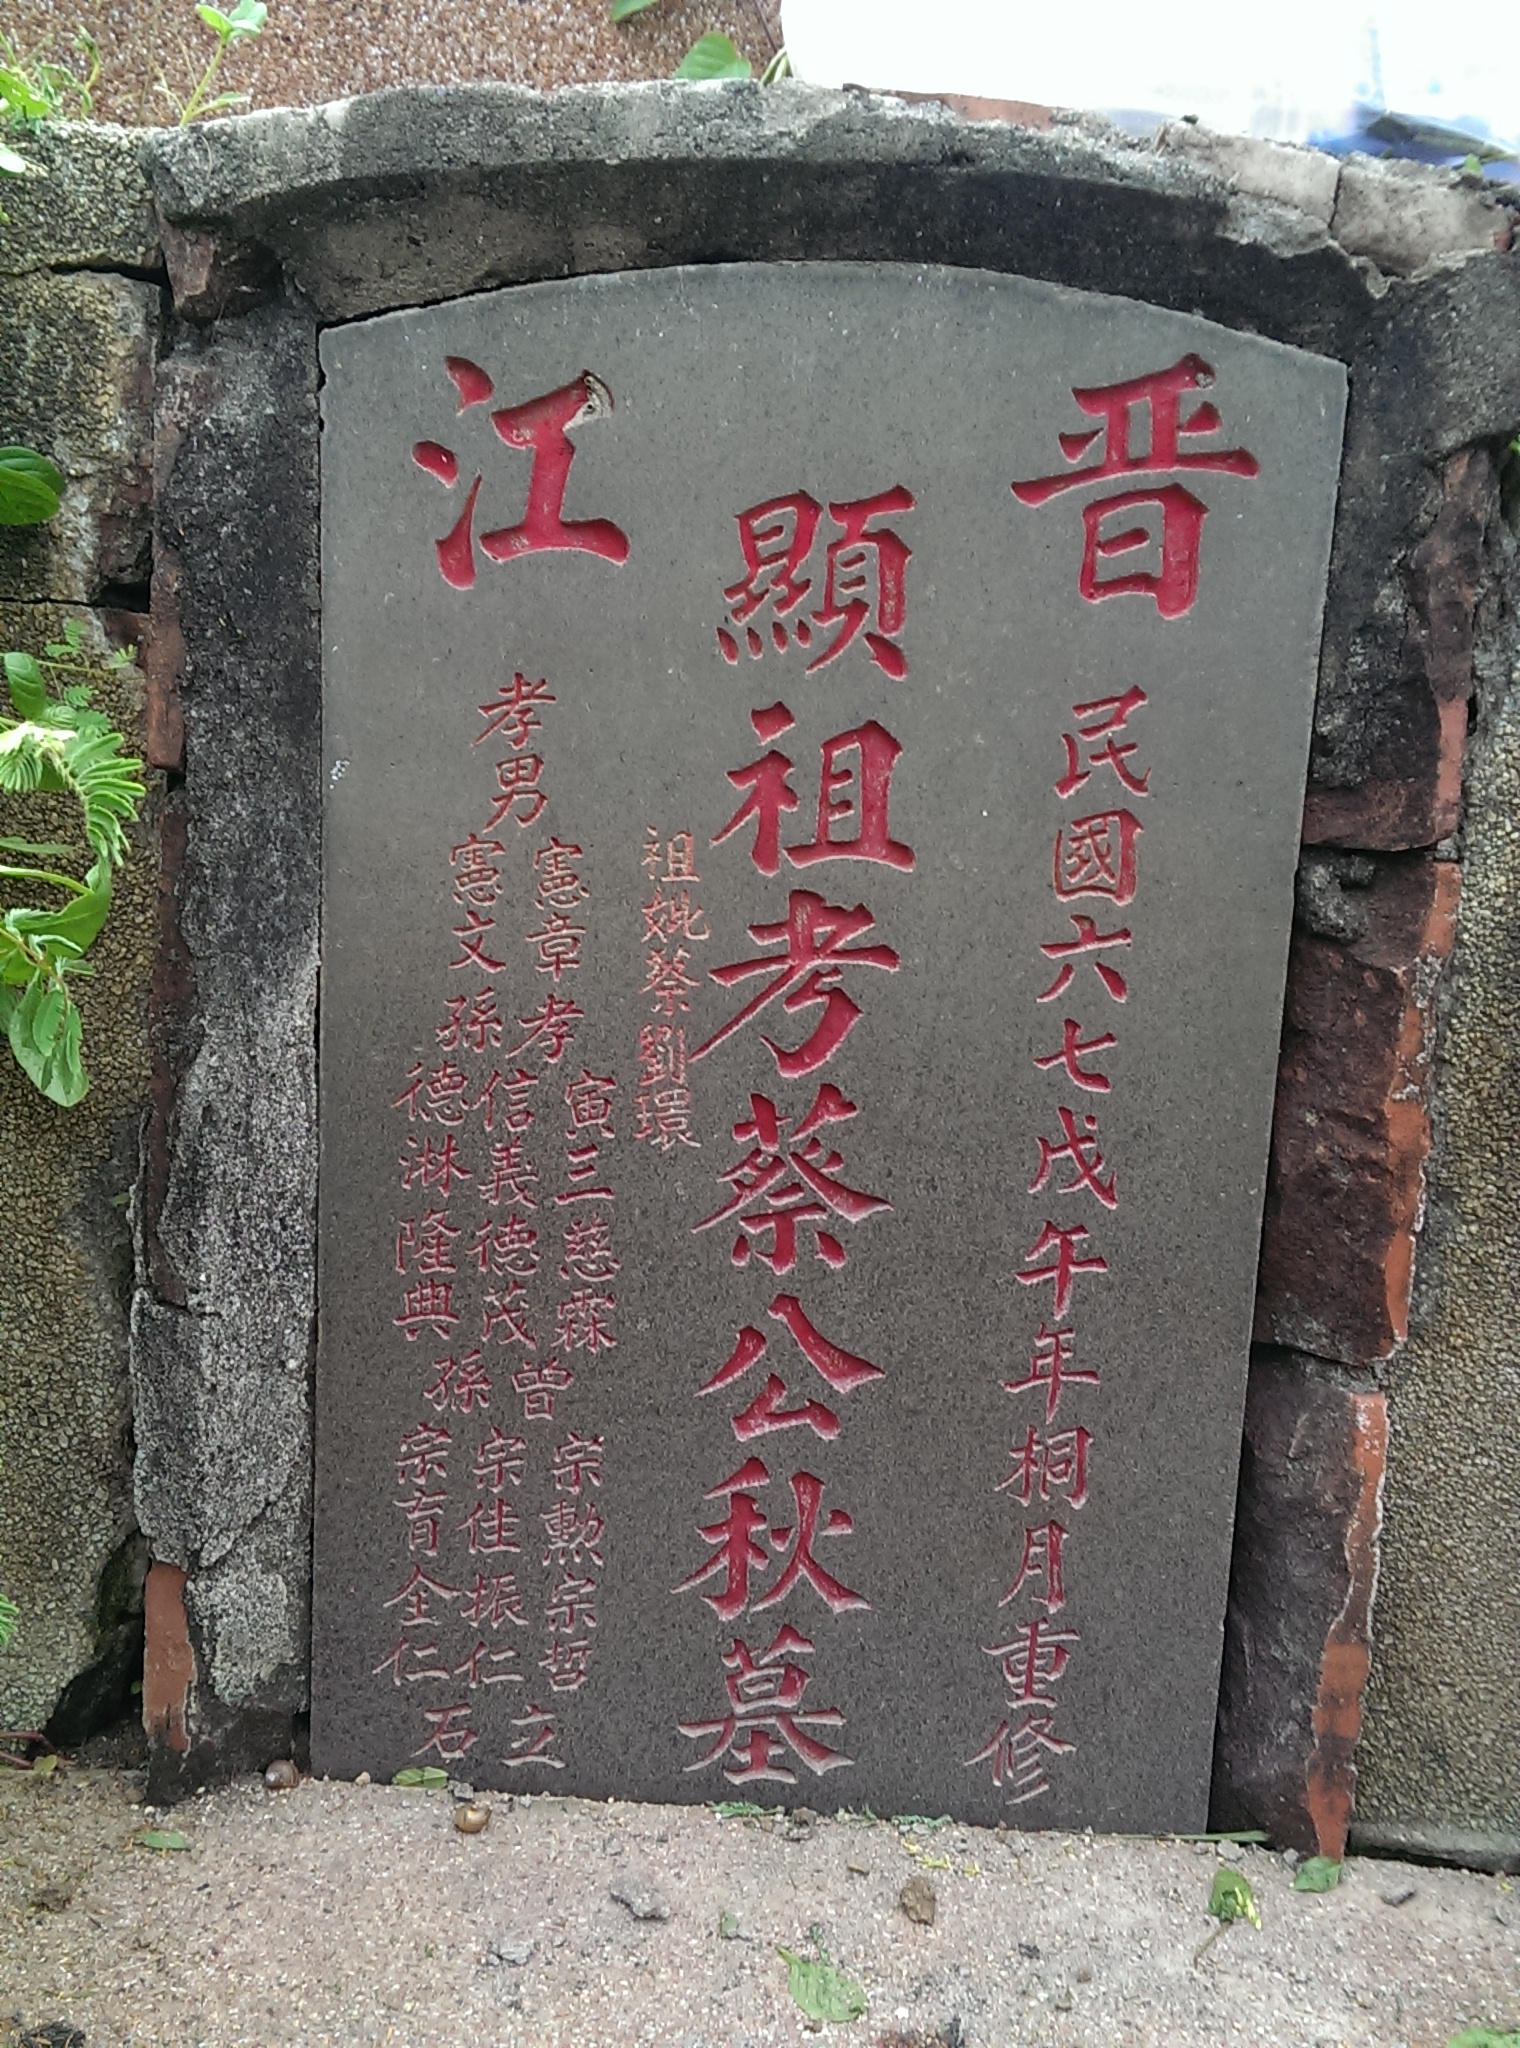 晋江
民國六七戊午年桐月重修
顯祖考蔡公秋墓
祖妣蔡劉環
孝男
憲章
憲文
孝孫
寅三慈霖
信義德茂
德淋隆興
曾孫
宗勲宗哲
宗佳振仁
宗育全仁
立石